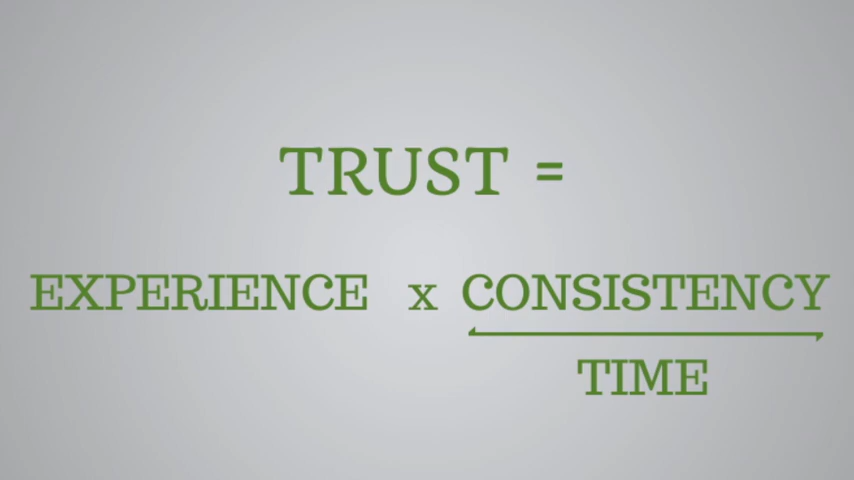 TRUST =
EXPERIENCE x CONSISTENCY
TIME